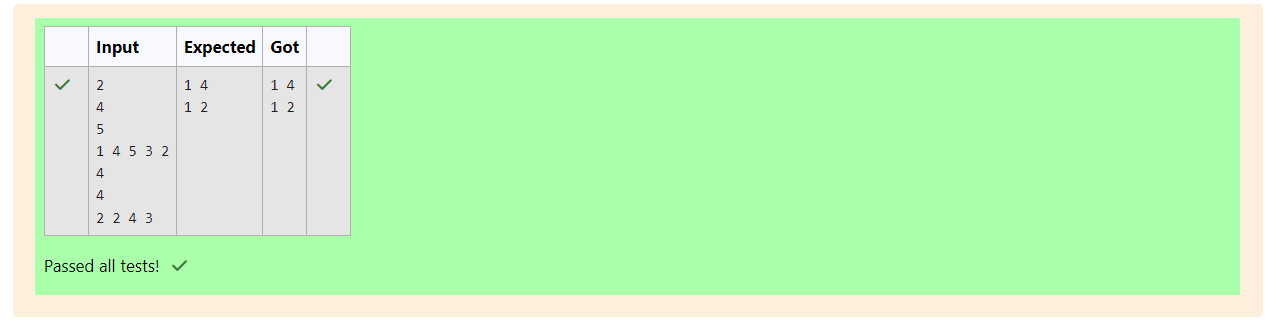 Input Expected Got
2 1 4 1 4
4 1 2 1 2
5
1 4 5 3 2
4
4
2 2 4 3
Passed all tests!